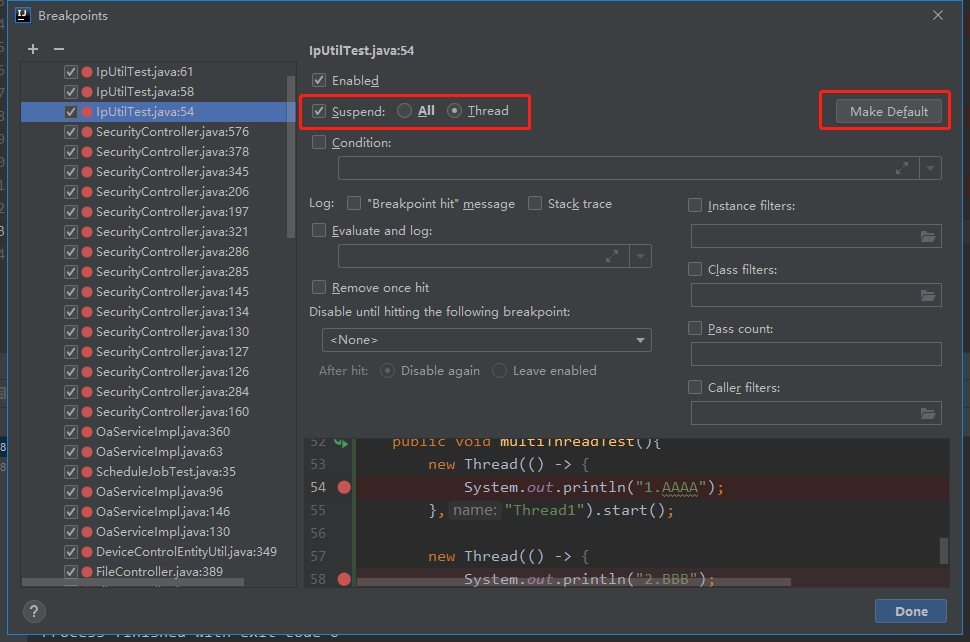 IJ Breakpoints
IpUtilTest.java:61
IpUtilTest.java:58
IpUtilTest.java:54
SecurityController.java:576
SecurityController.java:378
SecurityController.java:345
SecurityController.java:206
SecurityController.java:197
SecurityController.java:321
SecurityController.java:286
SecurityController.java:285
SecurityController.java:145
SecurityController.java:134
SecurityController.java:130
SecurityController.java:127
SecurityController.java:126
SecurityController.java:284
SecurityController.java:160
OaServiceImpl.java:360
OaServiceImpl.java:63
ScheduleJobTest.java:35
OaServiceImpl.java:96
OaServiceImpl.java:146
OaServiceImpl.java:130
DeviceControlEntityUtil.java:349
FileController.java:389
IpUtilTest.java:54
Enabled
Suspend: All Thread
Make Default
Condition:
Log: "Breakpoint hit" message Stack trace
Evaluate and log:
Remove once hit
Disable until hitting the following breakpoint:
<None>
After hit: Disable again Leave enabled
Instance filters:
Class filters:
Pass count:
Caller filters:
52 public void multiThreadTest(){
53 new Thread(() -> {
54 System.out.println("1.AAAA");
55 }, name: "Thread1").start();
56
57 new Thread(() -> {
58 System.out.println("2.BBB");
? Done
Process finished with exit code 0